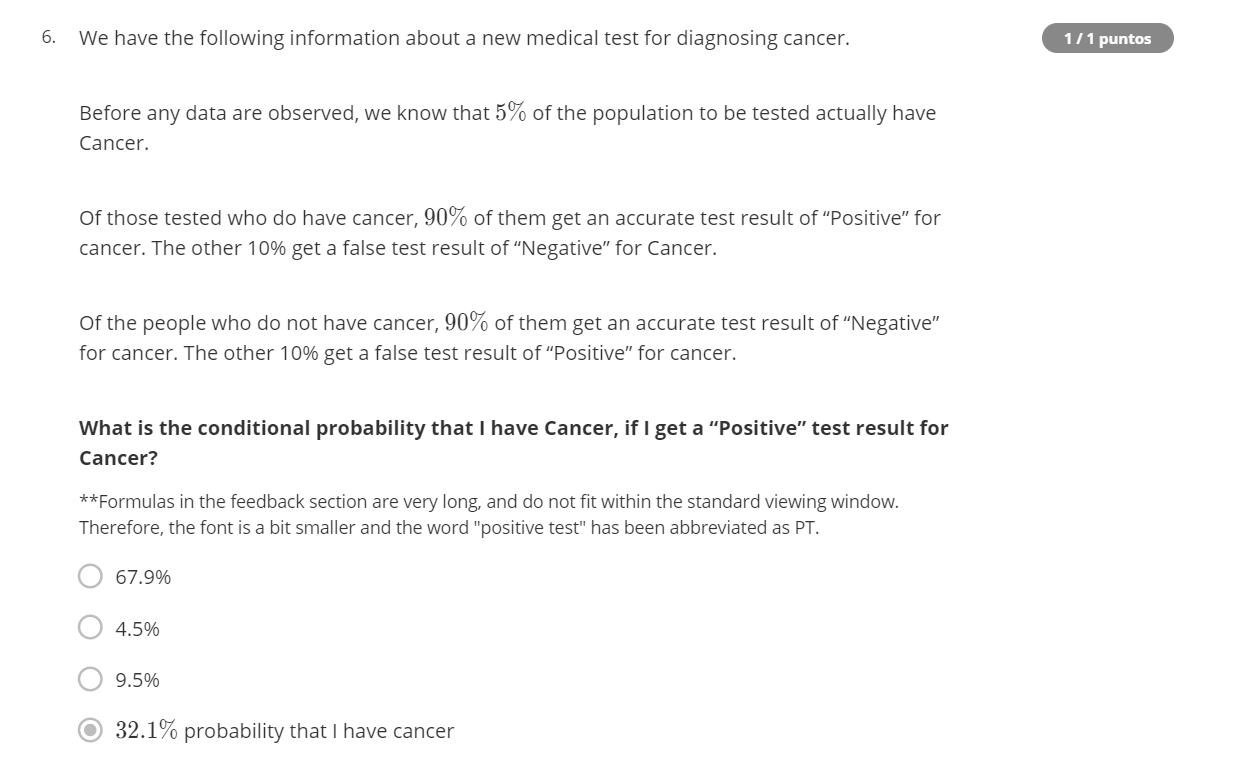 6. We have the following information about a new medical test for diagnosing cancer.
1 / 1 puntos
Before any data are observed, we know that 5% of the population to be tested actually have
Cancer.
Of those tested who do have cancer, 90% of them get an accurate test result of “Positive” for
cancer. The other 10% get a false test result of “Negative” for Cancer.
Of the people who do not have cancer, 90% of them get an accurate test result of “Negative”
for cancer. The other 10% get a false test result of “Positive” for cancer.
What is the conditional probability that I have Cancer, if I get a “Positive” test result for
Cancer?
**Formulas in the feedback section are very long, and do not fit within the standard viewing window.
Therefore, the font is a bit smaller and the word "positive test" has been abbreviated as PT.
67.9%
4.5%
9.5%
32.1% probability that I have cancer